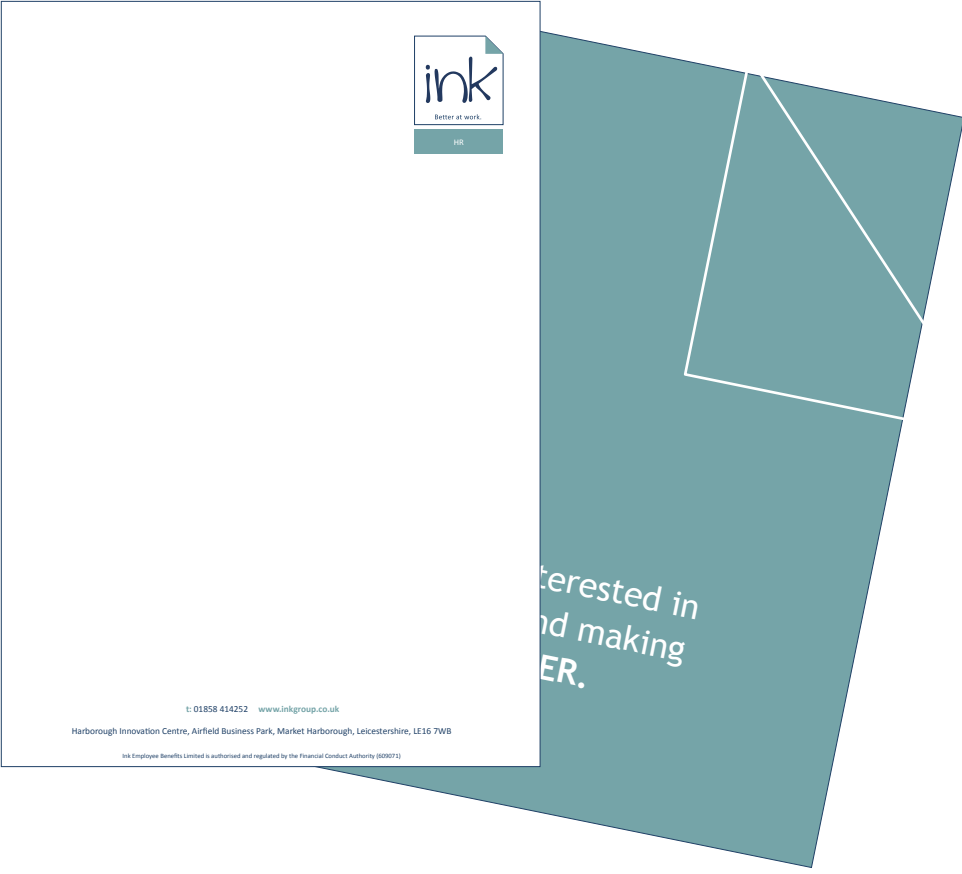 ink
Better at work.
HR
terested in
nd making
ER.
t: 01858 414252 www.inkgroup.co.uk
Harborough Innovation Centre, Airfield Business Park, Market Harborough, Leicestershire, LE16 7WB
Ink Employee Benefits Limited is authorised and regulated by the Financial Conduct Authority (609071)